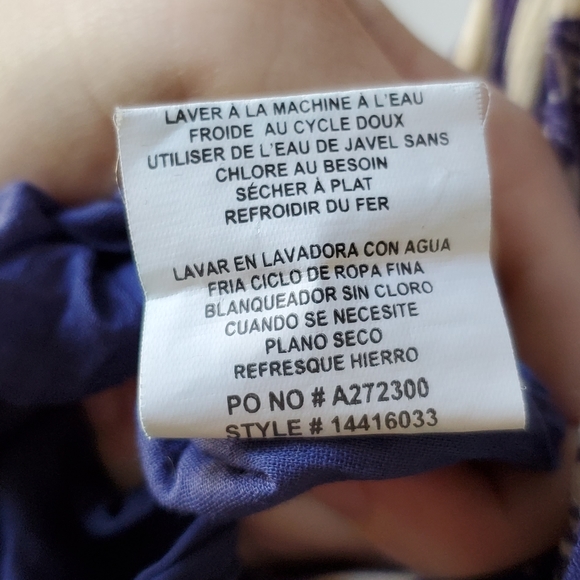 LAVER À LA MACHINE À L'EAU
FROIDE AU CYCLE DOUX
UTILISER DE L'EAU DE JAVEL SANS
CHLORE AU BESOIN
SÉCHER À PLAT
REFROIDIR DU FER
LAVAR EN LAVADORA CON AGUA
FRIA CICLO DE ROPA FINA
BLANQUEADOR SIN CLORO
CUANDO SE NECESITE
PLANO SECO
REFRESQUE HIERRO
PO NO # A272300
STYLE # 14416033